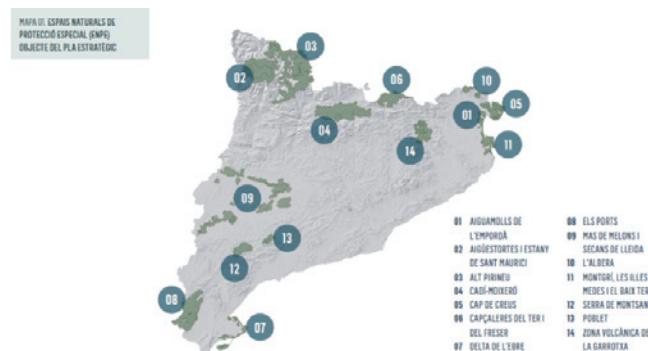 MAPA 01. ESPAIS NATURALS DE
PROTECCIÓ ESPECIAL (ENPE)
OBJECTE DEL PLA ESTRATÈGIC
03
02
06
10
05
01
04
14
11
09
13
12
08
07
01 AIGUAMOLLS DE
L'EMPORDÀ
02 AIGÜESTORTES I ESTANY
DE SANT MAURICI
03 ALT PIRINEU
04 CADÍ-MOIXERÓ
05 CAP DE CREUS
06 CAPÇALERES DEL TER I
DEL FRESER
07 DELTA DE L'EBRE
08 ELS PORTS
09 MAS DE MELONS I
SECANS DE LLEIDA
10 L'ALBERA
11 MONTGRÍ, LES ILLES
MEDES I EL BAIX TER
12 SERRA DE MONTSAN
13 POBLET
14 ZONA VOLCÀNICA DE
LA GARROTXA